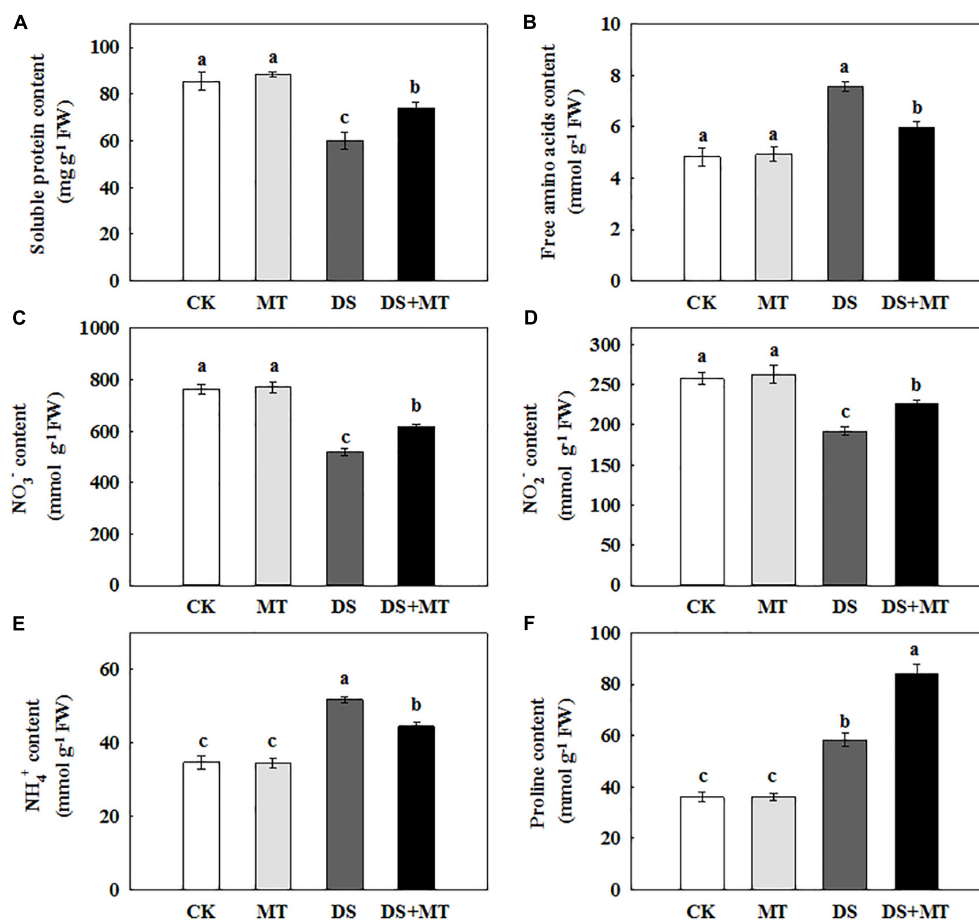 A
Soluble protein content
(mg g-1 FW)
100
80
60
40
20
0
a
a
c
b
CK MT DS DS+MT
B
Free amino acids content
(mmol g-1 FW)
10
8
6
4
2
0
a
a
a
b
CK MT DS DS+MT
C
NO3- content
(mmol g-1 FW)
1000
800
600
400
200
0
a
a
c
b
CK MT DS DS+MT
D
NO2- content
(mmol g-1 FW)
300
250
200
150
100
50
0
a
a
c
b
CK MT DS DS+MT
E
NH4+ content
(mmol g-1 FW)
60
40
20
0
c
c
a
b
CK MT DS DS+MT
F
Proline content
(mmol g-1 FW)
100
80
60
40
20
0
c
c
b
a
CK MT DS DS+MT